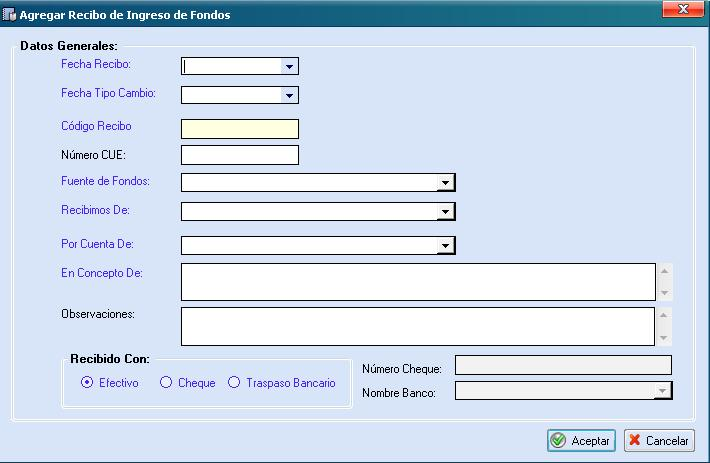 Agregar Recibo de Ingreso de Fondos
Datos Generales:
Fecha Recibo:
Fecha Tipo Cambio:
Código Recibo
Número CUE:
Fuente de Fondos:
Recibimos De:
Por Cuenta De:
En Concepto De:
Observaciones:
Recibido Con:
Efectivo Cheque Traspaso Bancario
Número Cheque:
Nombre Banco:
Aceptar Cancelar